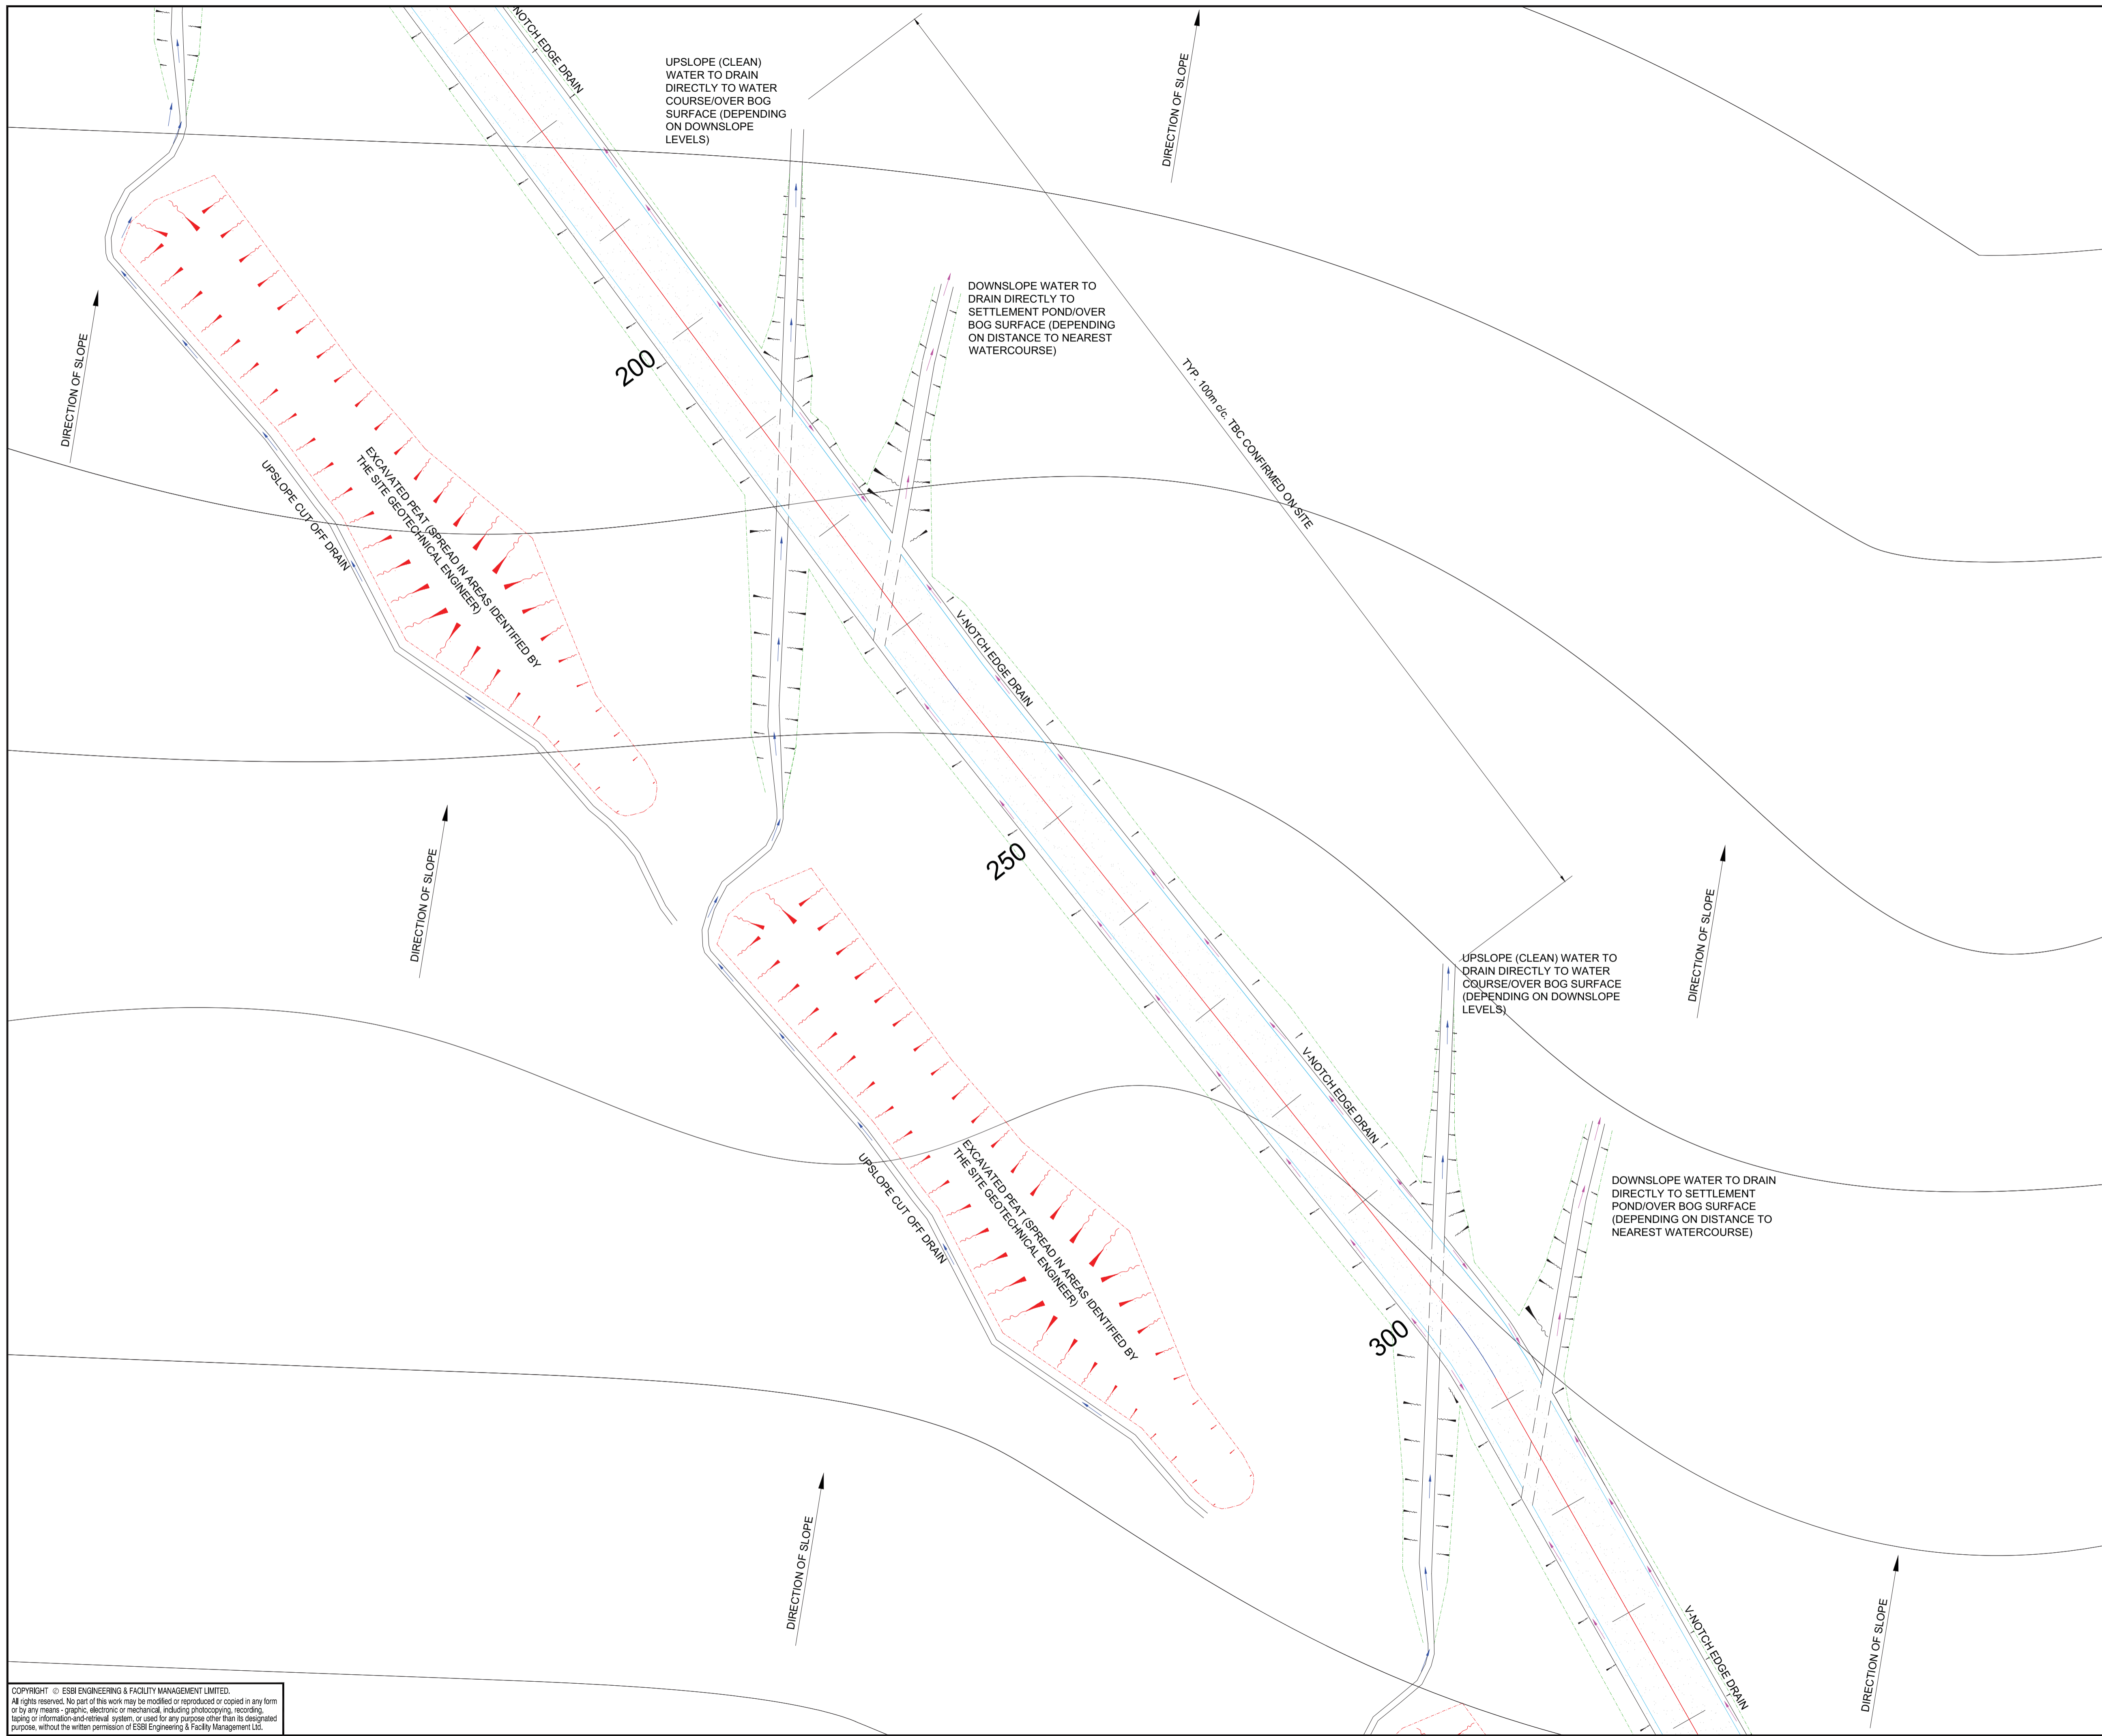 V-NOTCH EDGE DRAIN
UPSLOPE (CLEAN)
WATER TO DRAIN
DIRECTLY TO WATER
COURSE/OVER BOG
SURFACE (DEPENDING
ON DOWNSLOPE
LEVELS)
DIRECTION OF SLOPE
DOWNSLOPE WATER TO
DRAIN DIRECTLY TO
SETTLEMENT POND/OVER
BOG SURFACE (DEPENDING
ON DISTANCE TO NEAREST
WATERCOURSE)
DIRECTION OF SLOPE
200
TYP. 100m c/c. TBC CONFIRMED ON SITE
UPSLOPE CUT OFF DRAIN
EXCAVATED PEAT (SPREAD IN AREAS IDENTIFIED BY
THE SITE GEOTECHNICAL ENGINEER)
V-NOTCH EDGE DRAIN
250
DIRECTION OF SLOPE
DIRECTION OF SLOPE
UPSLOPE (CLEAN) WATER TO
DRAIN DIRECTLY TO WATER
COURSE/OVER BOG SURFACE
(DEPENDING ON DOWNSLOPE
LEVELS)
V-NOTCH EDGE DRAIN
UPSLOPE CUT OFF DRAIN
EXCAVATED PEAT (SPREAD IN AREAS IDENTIFIED BY
THE SITE GEOTECHNICAL ENGINEER)
DOWNSLOPE WATER TO DRAIN
DIRECTLY TO SETTLEMENT
POND/OVER BOG SURFACE
(DEPENDING ON DISTANCE TO
NEAREST WATERCOURSE)
300
DIRECTION OF SLOPE
DIRECTION OF SLOPE
V-NOTCH EDGE DRAIN
COPYRIGHT © ESBI ENGINEERING & FACILITY MANAGEMENT LIMITED.
All rights reserved. No part of this work may be modified or reproduced or copied in any form
or by any means - graphic, electronic or mechanical, including photocopying, recording,
taping or information-and-retrieval system, or used for any purpose other than its designated
purpose, without the written permission of ESBI Engineering & Facility Management Ltd.